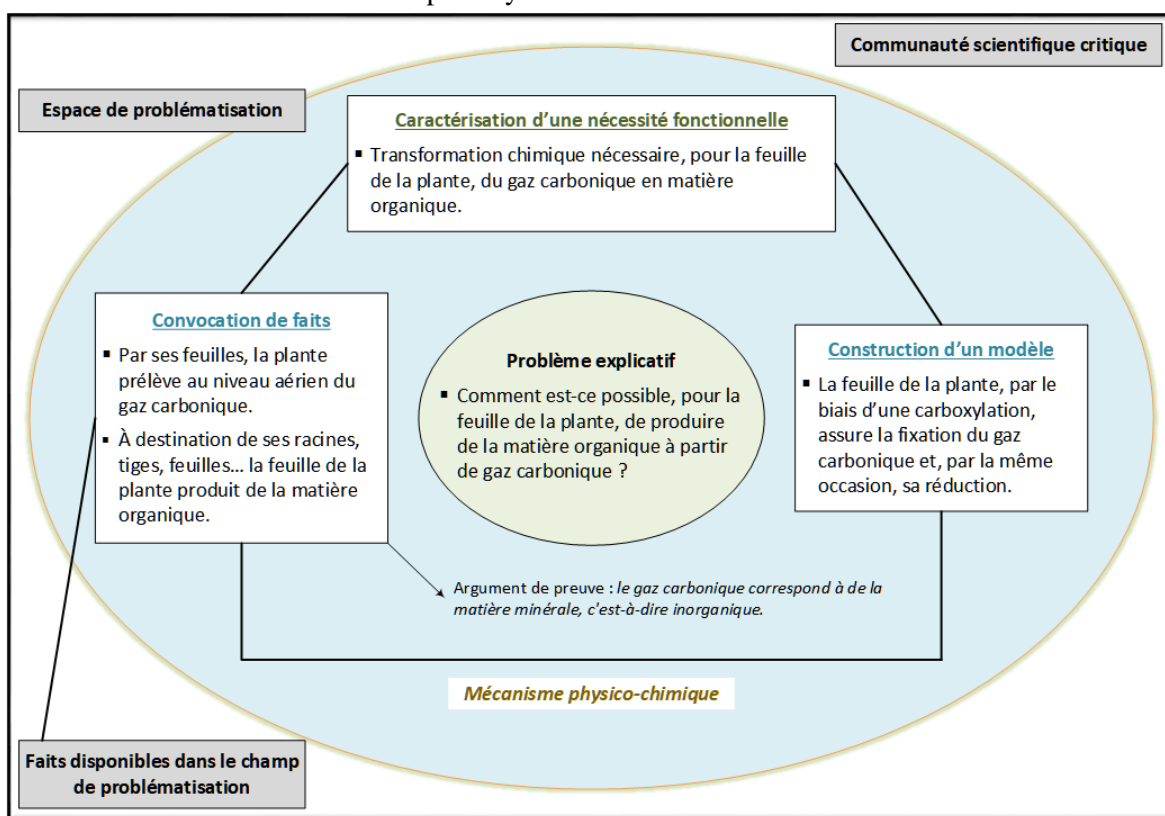 Communauté scientifique critique
Espace de problématisation
Caractérisation d'une nécessité fonctionnelle
▪ Transformation chimique nécessaire, pour la feuille
de la plante, du gaz carbonique en matière
organique.
Convocation de faits
▪ Par ses feuilles, la plante
prélève au niveau aérien du
gaz carbonique.
▪ À destination de ses racines,
tiges, feuilles... la feuille de la
plante produit de la matière
organique.
Problème explicatif
▪ Comment est-ce possible, pour la
feuille de la plante, de produire
de la matière organique à partir
de gaz carbonique ?
Construction d'un modèle
▪ La feuille de la plante, par le
biais d'une carboxylation,
assure la fixation du gaz
carbonique et, par la même
occasion, sa réduction.
Argument de preuve : le gaz carbonique correspond à de la
matière minérale, c'est-à-dire inorganique.
Mécanisme physico-chimique
Faits disponibles dans le champ
de problématisation